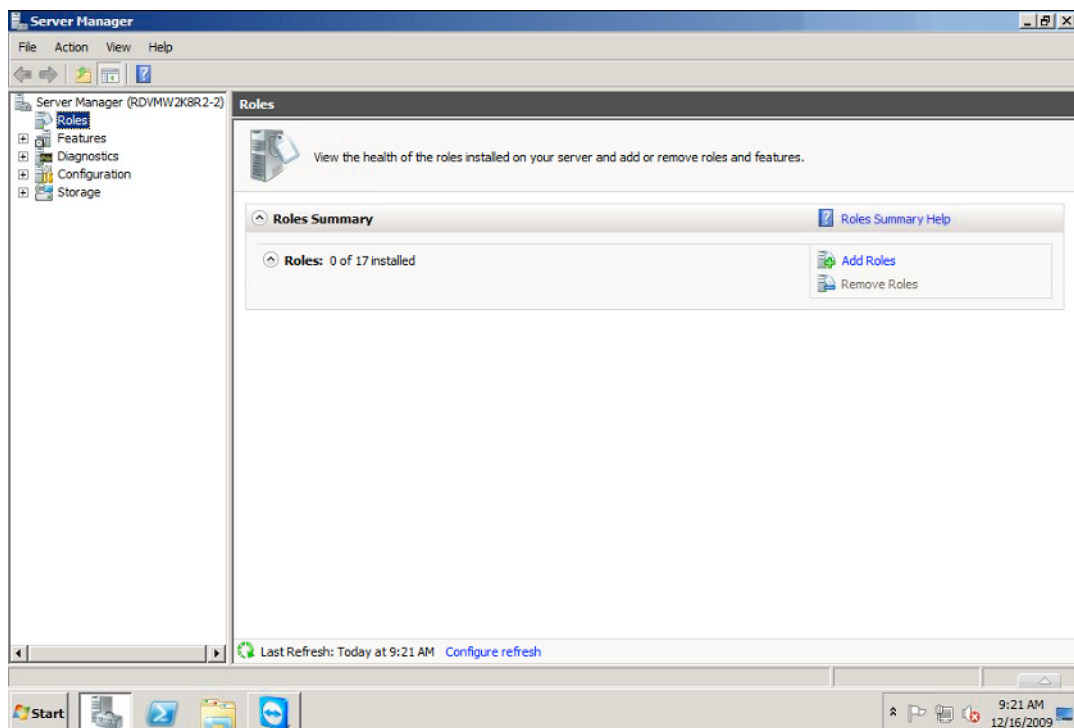 Server Manager
File Action View Help
Server Manager (RDVMW2K8R2-2)
Roles
Features
Diagnostics
Configuration
Storage
Roles
View the health of the roles installed on your server and add or remove roles and features.
Roles Summary
Roles Summary Help
Roles: 0 of 17 installed
Add Roles
Remove Roles
Last Refresh: Today at 9:21 AM Configure refresh
Start
9:21 AM
12/16/2009